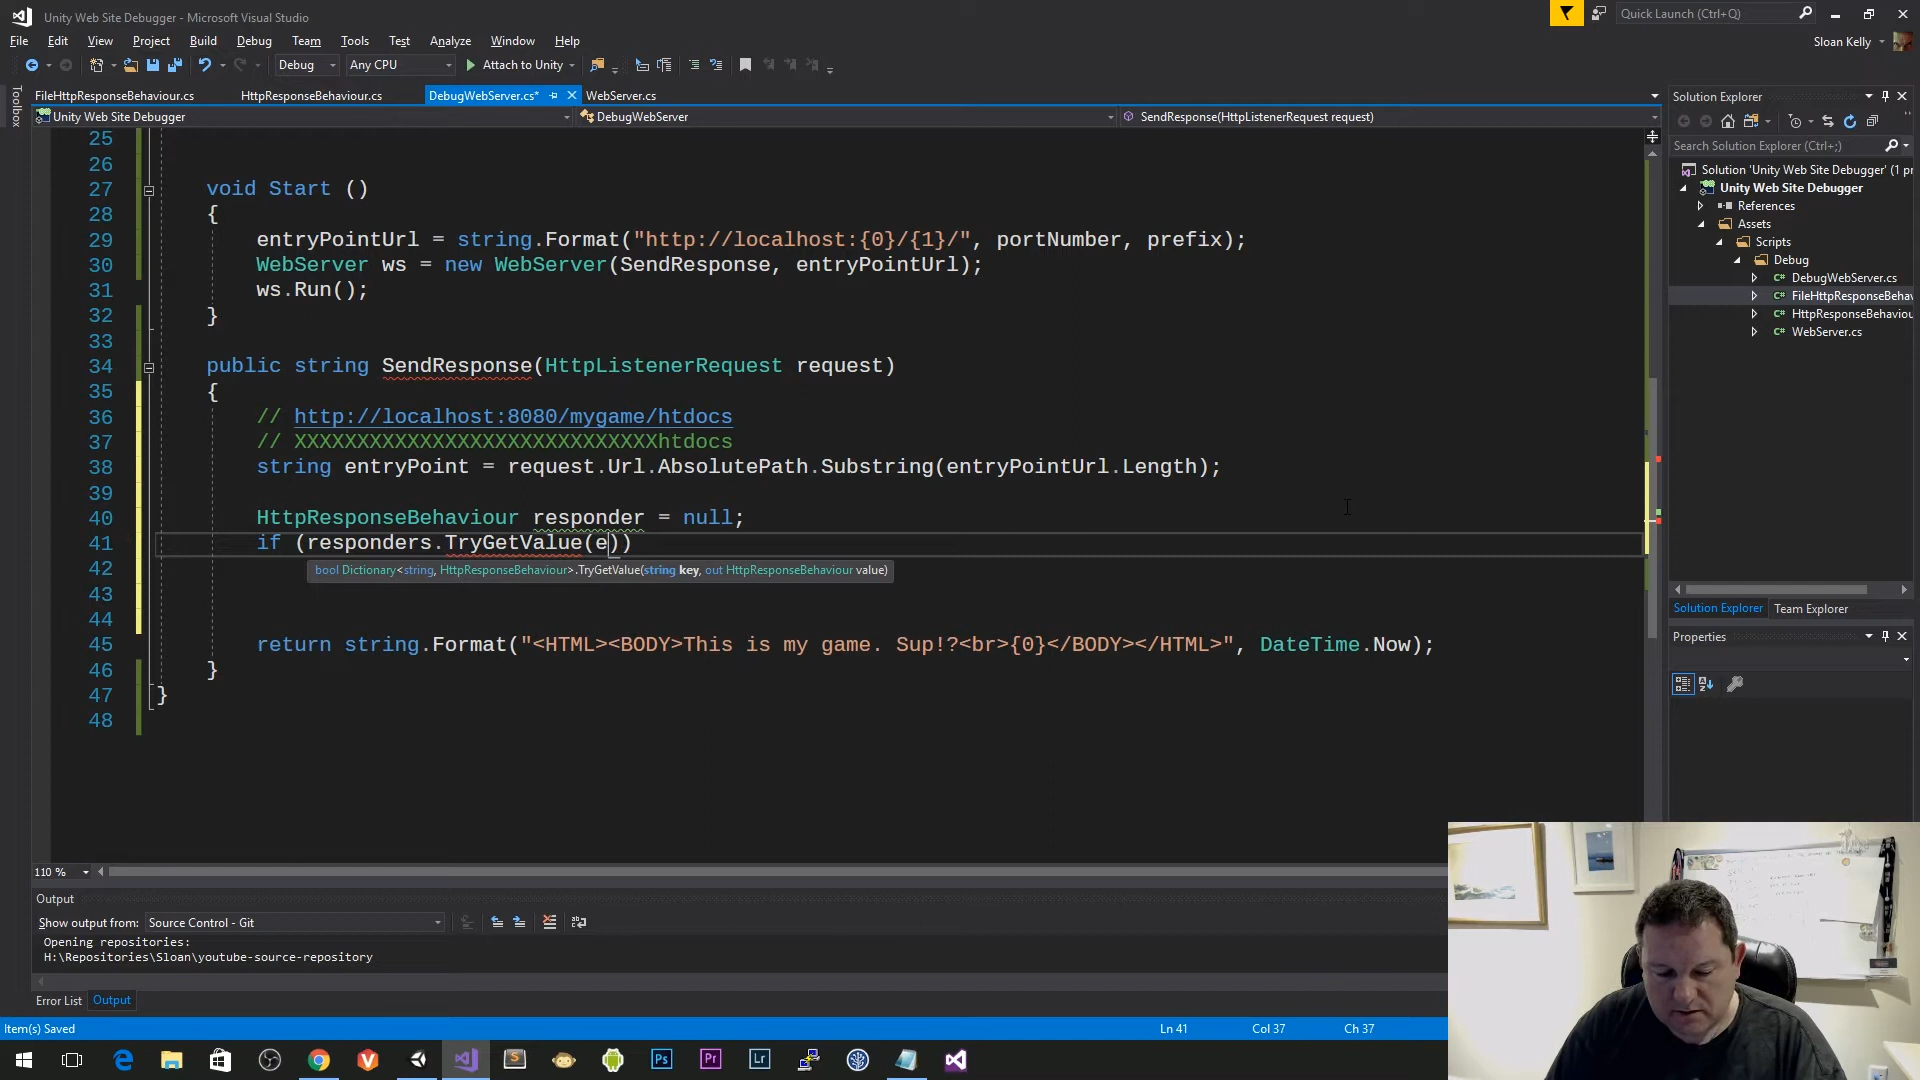 Unity Web Site Debugger - Microsoft Visual Studio
Quick Launch (Ctrl+Q)
File Edit View Project Build Debug Team Tools Test Analyze Window Help
Sloan Kelly
Debug Any CPU Attach to Unity
Toolbox
FileHttpResponseBehaviour.cs HttpResponseBehaviour.cs DebugWebServer.cs* WebServer.cs
Unity Web Site Debugger DebugWebServer SendResponse(HttpListenerRequest request)
25
26
27 void Start ()
28 {
29 entryPointUrl = string.Format("http://localhost:{0}/{1}/", portNumber, prefix);
30 WebServer ws = new WebServer(SendResponse, entryPointUrl);
31 ws.Run();
32 }
33
34 public string SendResponse(HttpListenerRequest request)
35 {
36 // http://localhost:8080/mygame/htdocs
37 // XXXXXXXXXXXXXXXXXXXXXXXXXXXXXhtdocs
38 string entryPoint = request.Url.AbsolutePath.Substring(entryPointUrl.Length);
39
40 HttpResponseBehaviour responder = null;
41 if (responders.TryGetValue(e))
42 bool Dictionary<string, HttpResponseBehaviour>.TryGetValue(string key, out HttpResponseBehaviour value)
43
44
45 return string.Format("<HTML><BODY>This is my game. Sup!?<br>{0}</BODY></HTML>", DateTime.Now);
46 }
47 }
48
110 %
Output
Show output from: Source Control - Git
Opening repositories:
H:\Repositories\Sloan\youtube-source-repository
Error List Output
Item(s) Saved Ln 41 Col 37 Ch 37
Solution Explorer
Search Solution Explorer (Ctrl+;)
Solution 'Unity Web Site Debugger' (1 pr
Unity Web Site Debugger
References
Assets
Scripts
Debug
DebugWebServer.cs
FileHttpResponseBehav
HttpResponseBehaviou
WebServer.cs
Solution Explorer Team Explorer
Properties
Ps Pr Lr